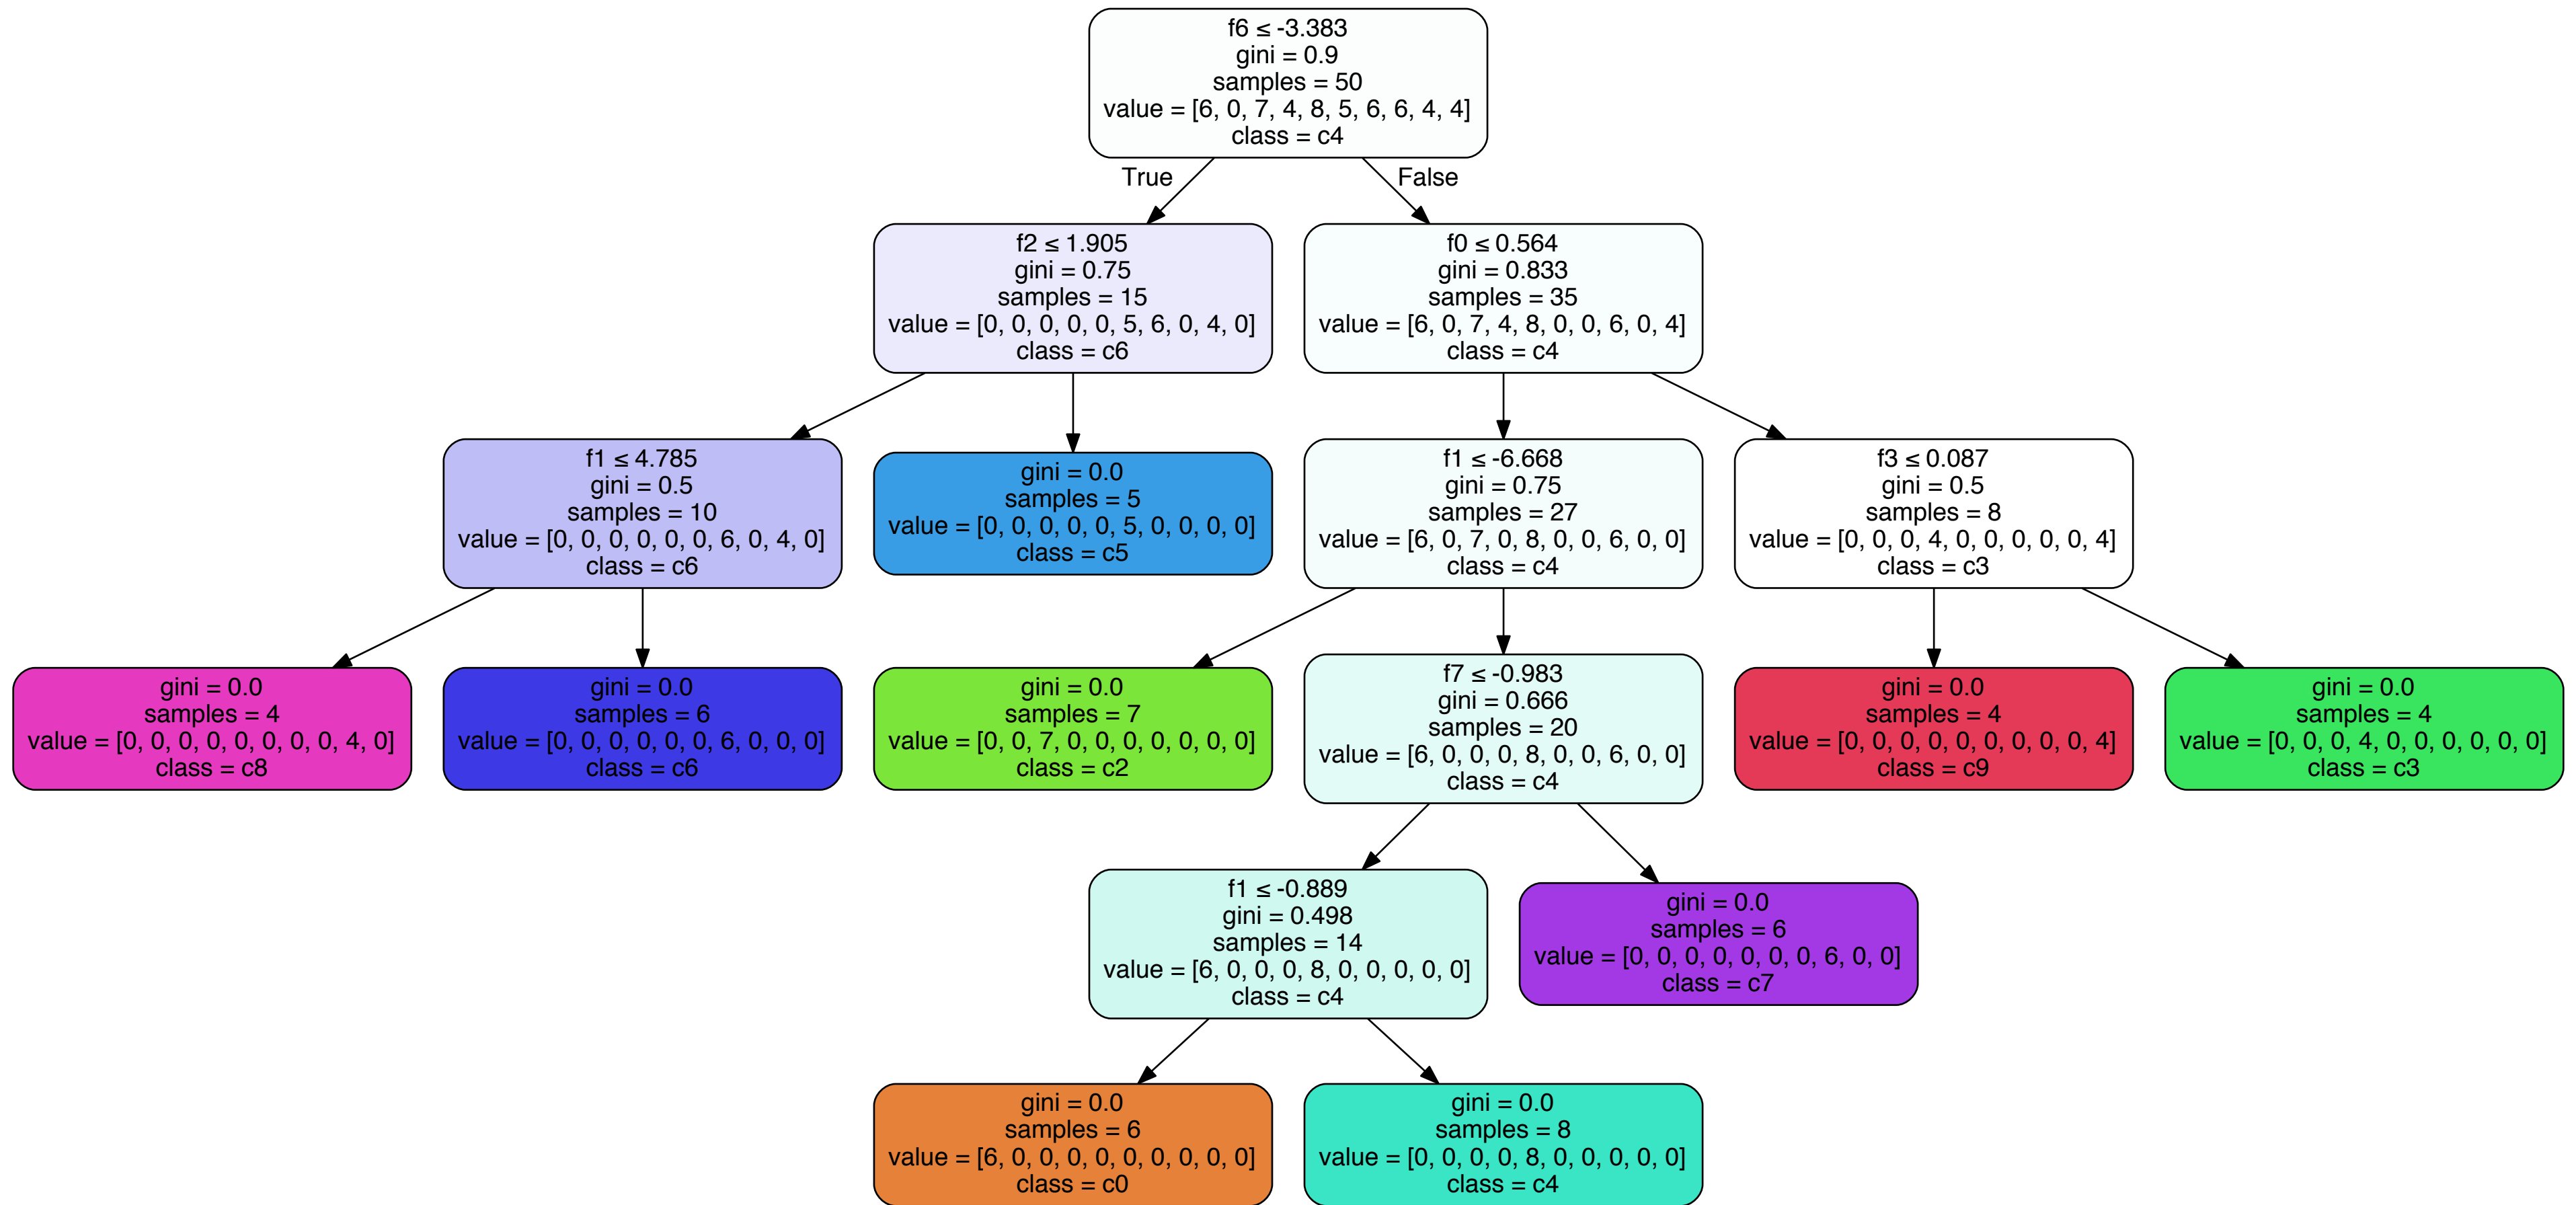 f6 ≤ -3.383
gini = 0.9
samples = 50
value = [6, 0, 7, 4, 8, 5, 6, 6, 4, 4]
class = c4
True
False
f2 ≤ 1.905
gini = 0.75
samples = 15
value = [0, 0, 0, 0, 0, 5, 6, 0, 4, 0]
class = c6
f0 ≤ 0.564
gini = 0.833
samples = 35
value = [6, 0, 7, 4, 8, 0, 0, 6, 0, 4]
class = c4
f1 ≤ 4.785
gini = 0.5
samples = 10
value = [0, 0, 0, 0, 0, 0, 6, 0, 4, 0]
class = c6
gini = 0.0
samples = 5
value = [0, 0, 0, 0, 0, 5, 0, 0, 0, 0]
class = c5
f1 ≤ -6.668
gini = 0.75
samples = 27
value = [6, 0, 7, 0, 8, 0, 0, 6, 0, 0]
class = c4
f3 ≤ 0.087
gini = 0.5
samples = 8
value = [0, 0, 0, 4, 0, 0, 0, 0, 0, 4]
class = c3
gini = 0.0
samples = 4
value = [0, 0, 0, 0, 0, 0, 0, 0, 4, 0]
class = c8
gini = 0.0
samples = 6
value = [0, 0, 0, 0, 0, 0, 6, 0, 0, 0]
class = c6
gini = 0.0
samples = 7
value = [0, 0, 7, 0, 0, 0, 0, 0, 0, 0]
class = c2
f7 ≤ -0.983
gini = 0.666
samples = 20
value = [6, 0, 0, 0, 8, 0, 0, 6, 0, 0]
class = c4
gini = 0.0
samples = 4
value = [0, 0, 0, 0, 0, 0, 0, 0, 0, 4]
class = c9
gini = 0.0
samples = 4
value = [0, 0, 0, 4, 0, 0, 0, 0, 0, 0]
class = c3
f1 ≤ -0.889
gini = 0.498
samples = 14
value = [6, 0, 0, 0, 8, 0, 0, 0, 0, 0]
class = c4
gini = 0.0
samples = 6
value = [0, 0, 0, 0, 0, 0, 0, 6, 0, 0]
class = c7
gini = 0.0
samples = 6
value = [6, 0, 0, 0, 0, 0, 0, 0, 0, 0]
class = c0
gini = 0.0
samples = 8
value = [0, 0, 0, 0, 8, 0, 0, 0, 0, 0]
class = c4